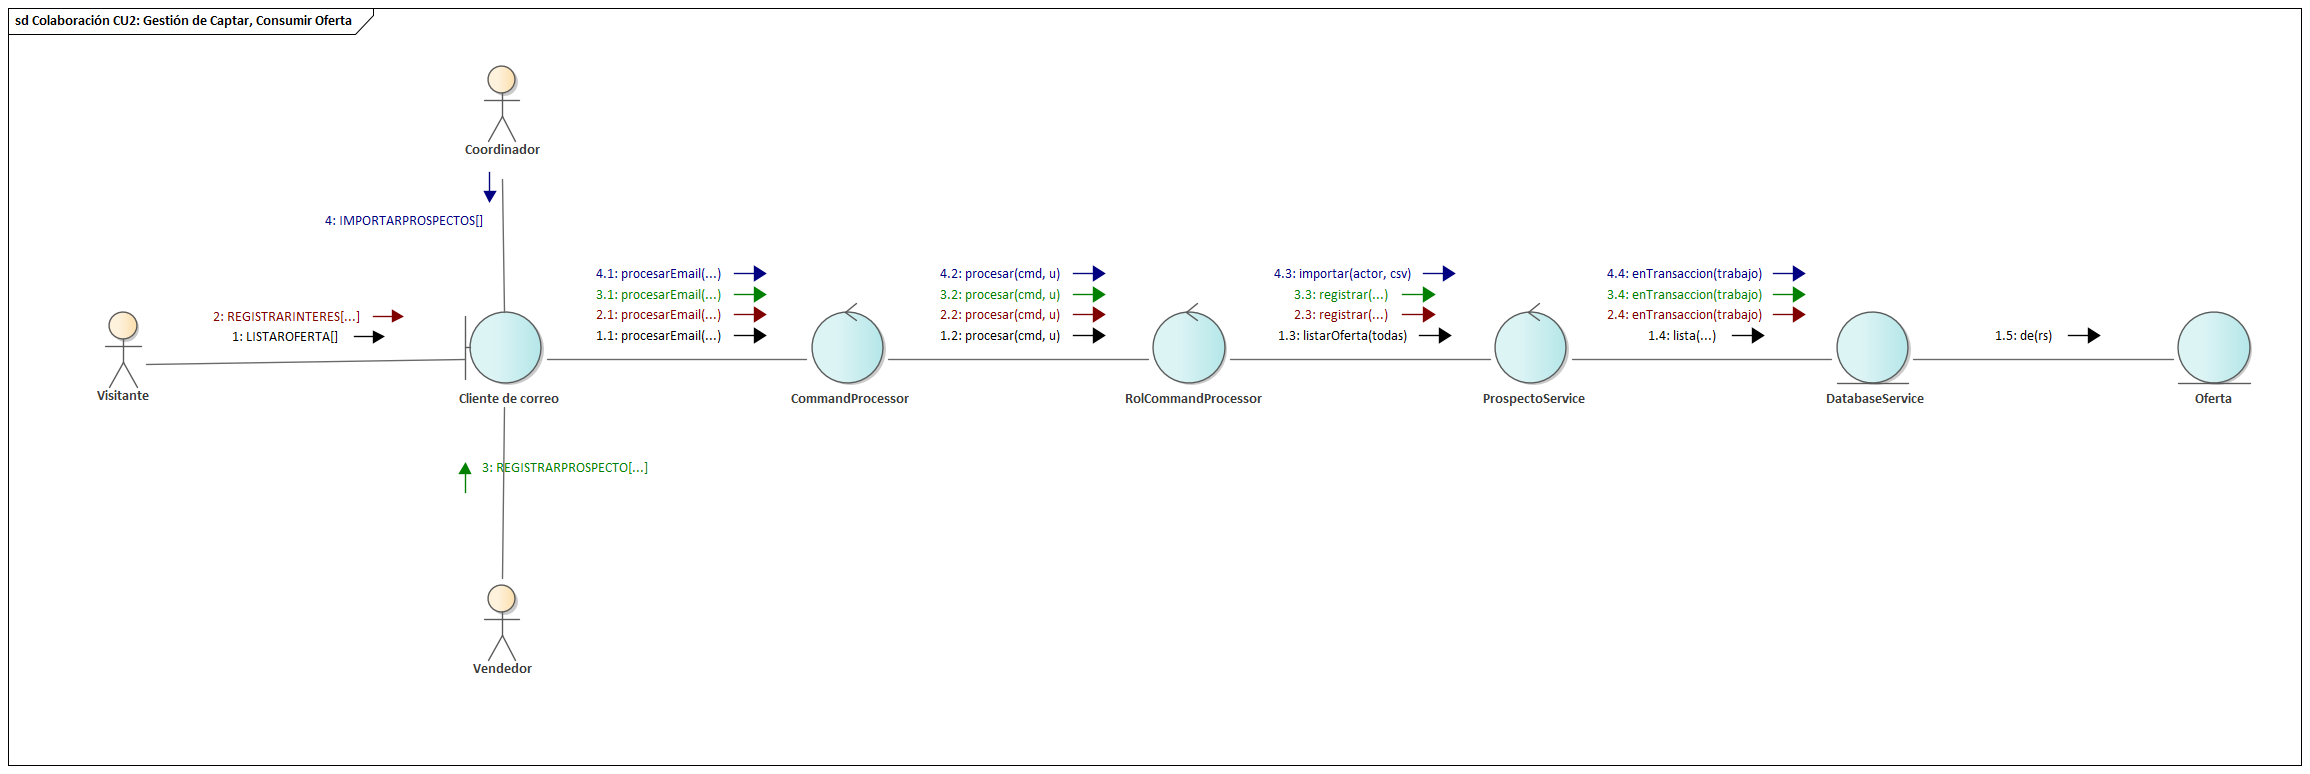 sd Colaboración CU2: Gestión de Captar, Consumir Oferta
Coordinador
4: IMPORTARPROSPECTOS[]
4.1: procesarEmail(...)
3.1: procesarEmail(...)
2.1: procesarEmail(...)
1.1: procesarEmail(...)
4.2: procesar(cmd, u)
3.2: procesar(cmd, u)
2.2: procesar(cmd, u)
1.2: procesar(cmd, u)
4.3: importar(actor, csv)
3.3: registrar(...)
2.3: registrar(...)
1.3: listarOferta(todas)
4.4: enTransaccion(trabajo)
3.4: enTransaccion(trabajo)
2.4: enTransaccion(trabajo)
1.4: lista(...)
1.5: de(rs)
2: REGISTRARINTERES[...]
1: LISTAROFERTA[]
Visitante
Cliente de correo
CommandProcessor
RolCommandProcessor
ProspectoService
DatabaseService
Oferta
3: REGISTRARPROSPECTO[...]
Vendedor